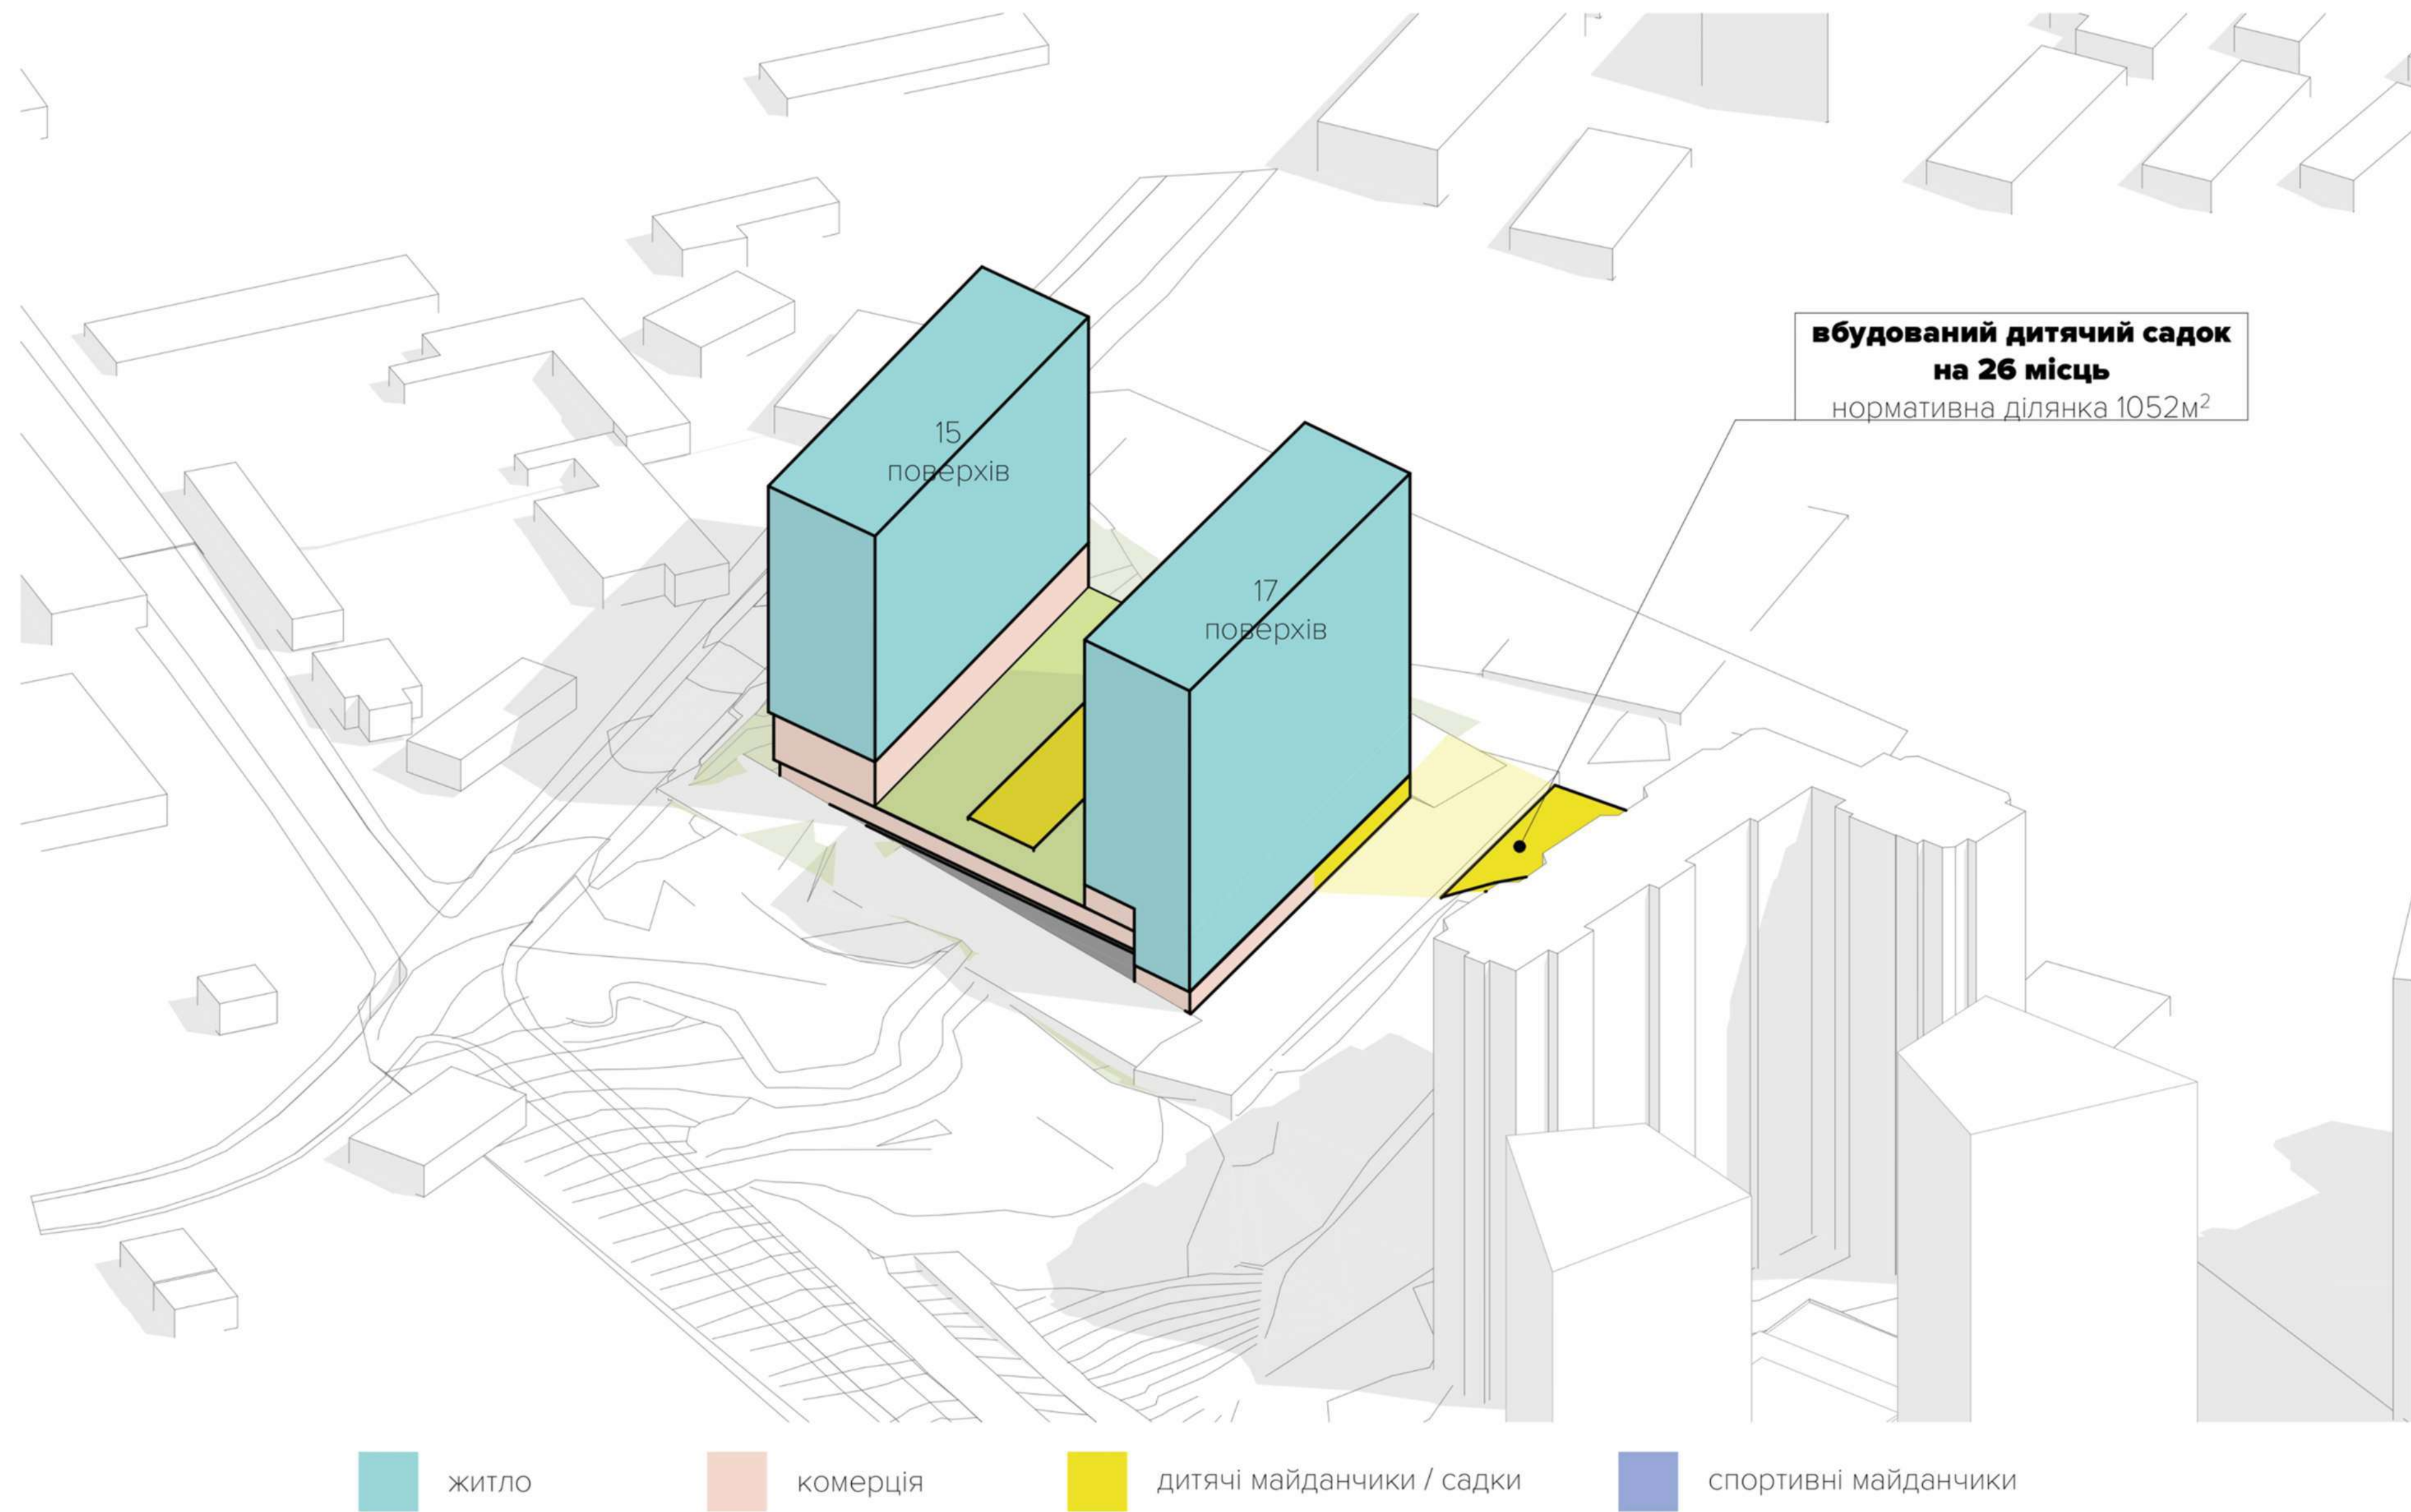 вбудований дитячий садок
на 26 місць
нормативна ділянка 1052м²
15
поверхів
17
поверхів
житло
комерція
дитячі майданчики / садки
спортивні майданчики